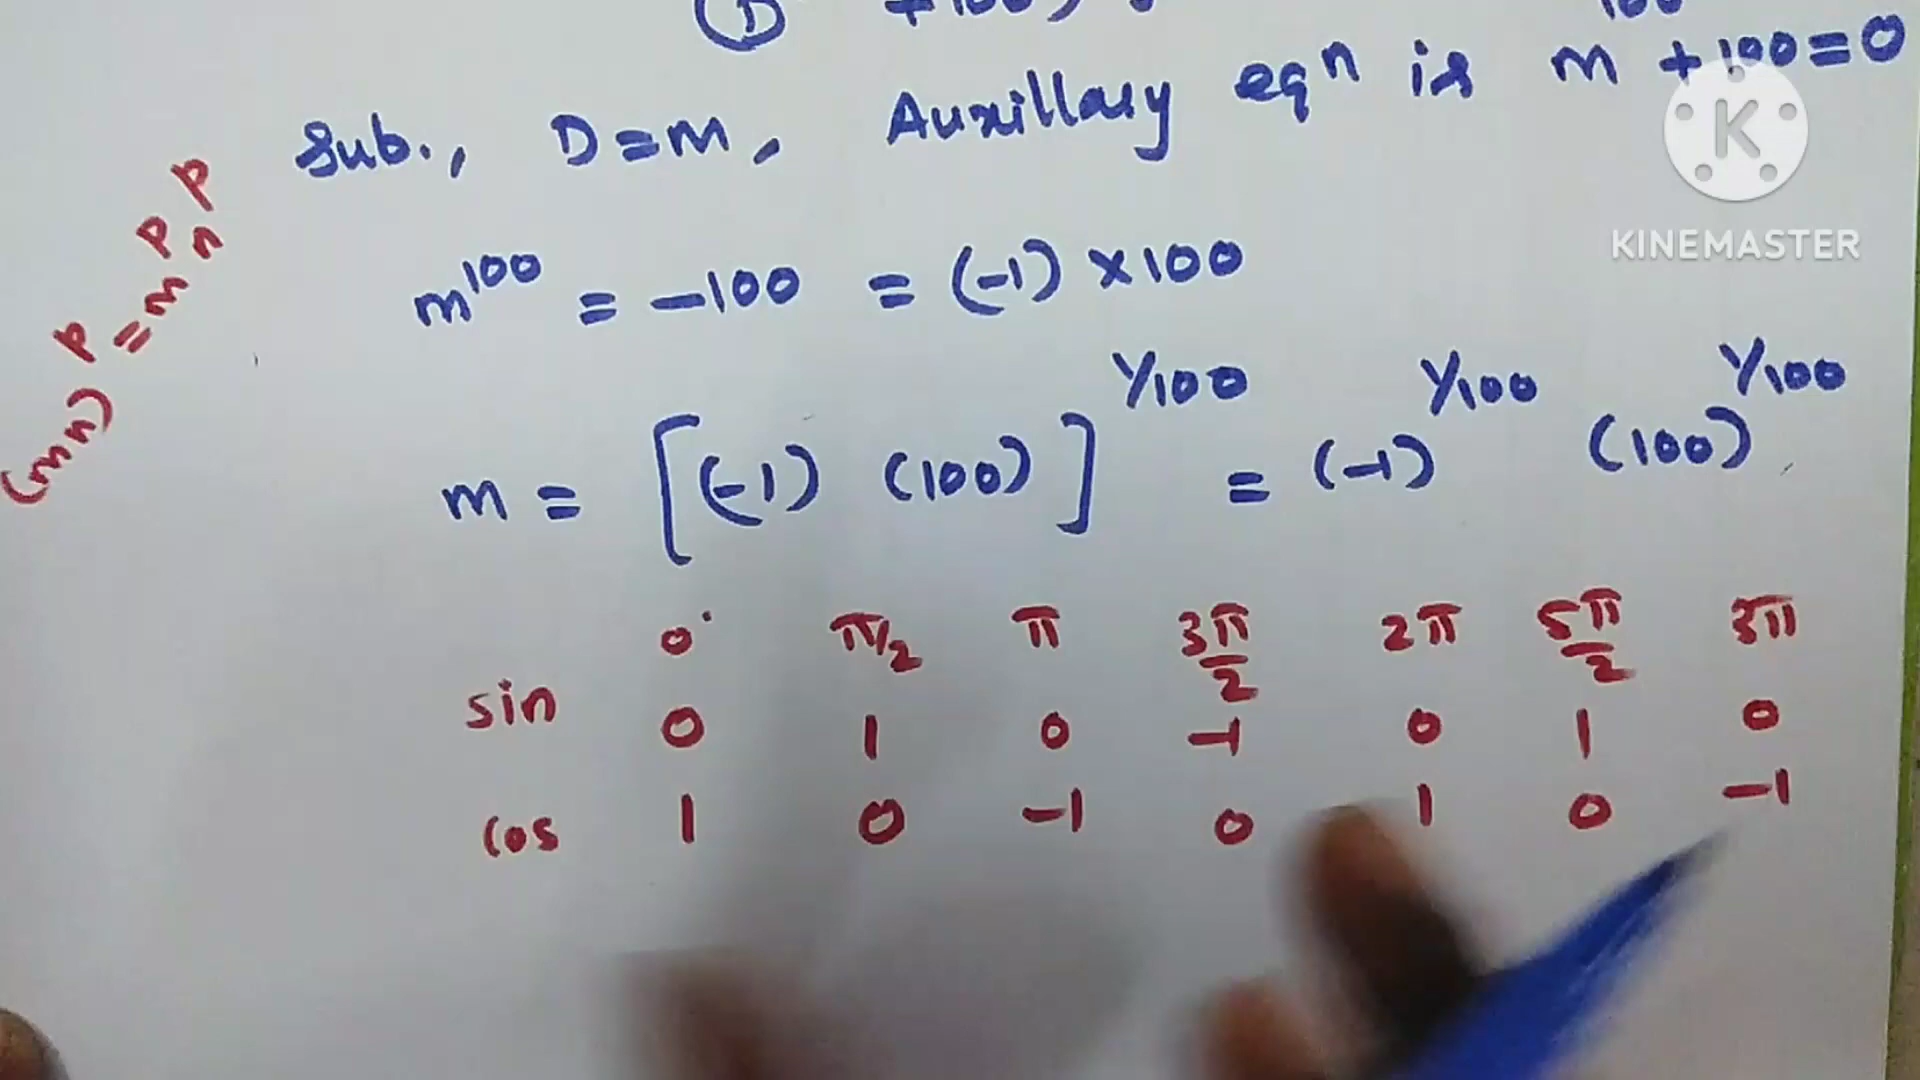 (D + 100)
Sub., D = m, Auxillary eqⁿ is m¹⁰⁰ + 100 = 0
K
KINEMASTER
(mn)ᵖ = mᵖ nᵖ
m¹⁰⁰ = -100 = (-1) × 100
m = [(-1) (100)]^1/100 = (-1)^1/100 (100)^1/100
0° π/2 π 3π/2 2π 5π/2 3π
sin 0 1 0 -1 0 1 0
cos 1 0 -1 0 1 0 -1